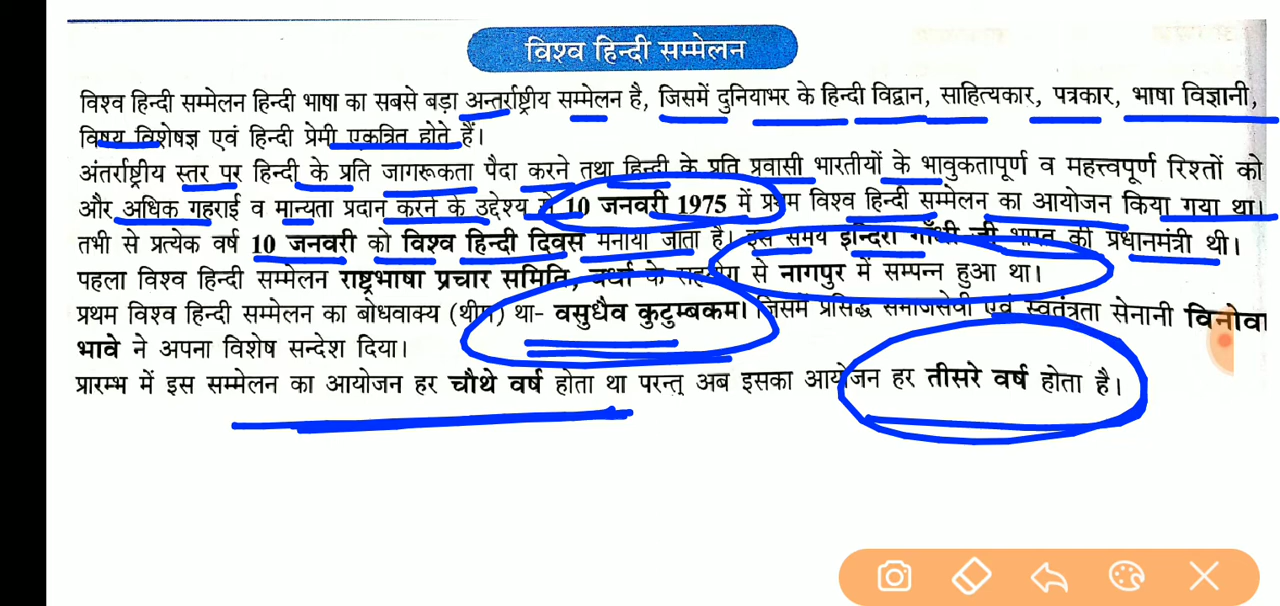 विश्व हिन्दी सम्मेलन
विश्व हिन्दी सम्मेलन हिन्दी भाषा का सबसे बड़ा अन्तर्राष्ट्रीय सम्मेलन है, जिसमें दुनियाभर के हिन्दी विद्वान, साहित्यकार, पत्रकार, भाषा विज्ञानी,
विषय विशेषज्ञ एवं हिन्दी प्रेमी एकत्रित होते हैं।
अंतर्राष्ट्रीय स्तर पर हिन्दी के प्रति जागरूकता पैदा करने तथा हिन्दी के प्रति प्रवासी भारतीयों के भावुकतापूर्ण व महत्त्वपूर्ण रिश्तों को
और अधिक गहराई व मान्यता प्रदान करने के उद्देश्य से 10 जनवरी 1975 में प्रथम विश्व हिन्दी सम्मेलन का आयोजन किया गया था।
तभी से प्रत्येक वर्ष 10 जनवरी को विश्व हिन्दी दिवस मनाया जाता है। इस समय इन्दिरा गाँधी जी भारत की प्रधानमंत्री थी।
पहला विश्व हिन्दी सम्मेलन राष्ट्रभाषा प्रचार समिति, वर्धा के सहयोग से नागपुर में सम्पन्न हुआ था।
प्रथम विश्व हिन्दी सम्मेलन का बोधवाक्य (थीम) था- वसुधैव कुटुम्बकम। जिसमें प्रसिद्ध समाजसेवी एवं स्वतंत्रता सेनानी विनोवा
भावे ने अपना विशेष सन्देश दिया।
प्रारम्भ में इस सम्मेलन का आयोजन हर चौथे वर्ष होता था परन्तु अब इसका आयोजन हर तीसरे वर्ष होता है।